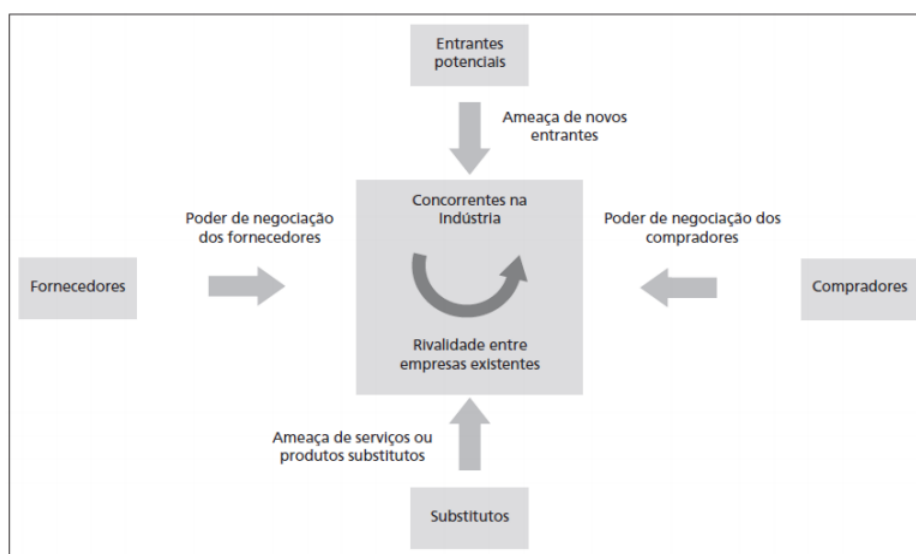 Entrantes
potenciais
Ameaça de novos
entrantes
Concorrentes na
Indústria
Poder de negociação
dos fornecedores
Poder de negociação dos
compradores
Fornecedores
Compradores
Rivalidade entre
empresas existentes
Ameaça de serviços ou
produtos substitutos
Substitutos